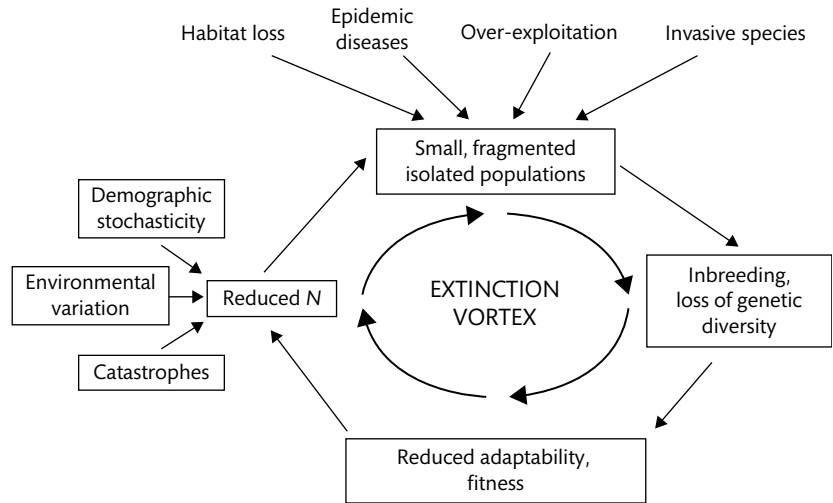 Habitat loss
Epidemic
diseases
Over-exploitation
Invasive species
Small, fragmented
isolated populations
Demographic
stochasticity
Environmental
variation
Reduced N
Catastrophes
EXTINCTION
VORTEX
Inbreeding,
loss of genetic
diversity
Reduced adaptability,
fitness